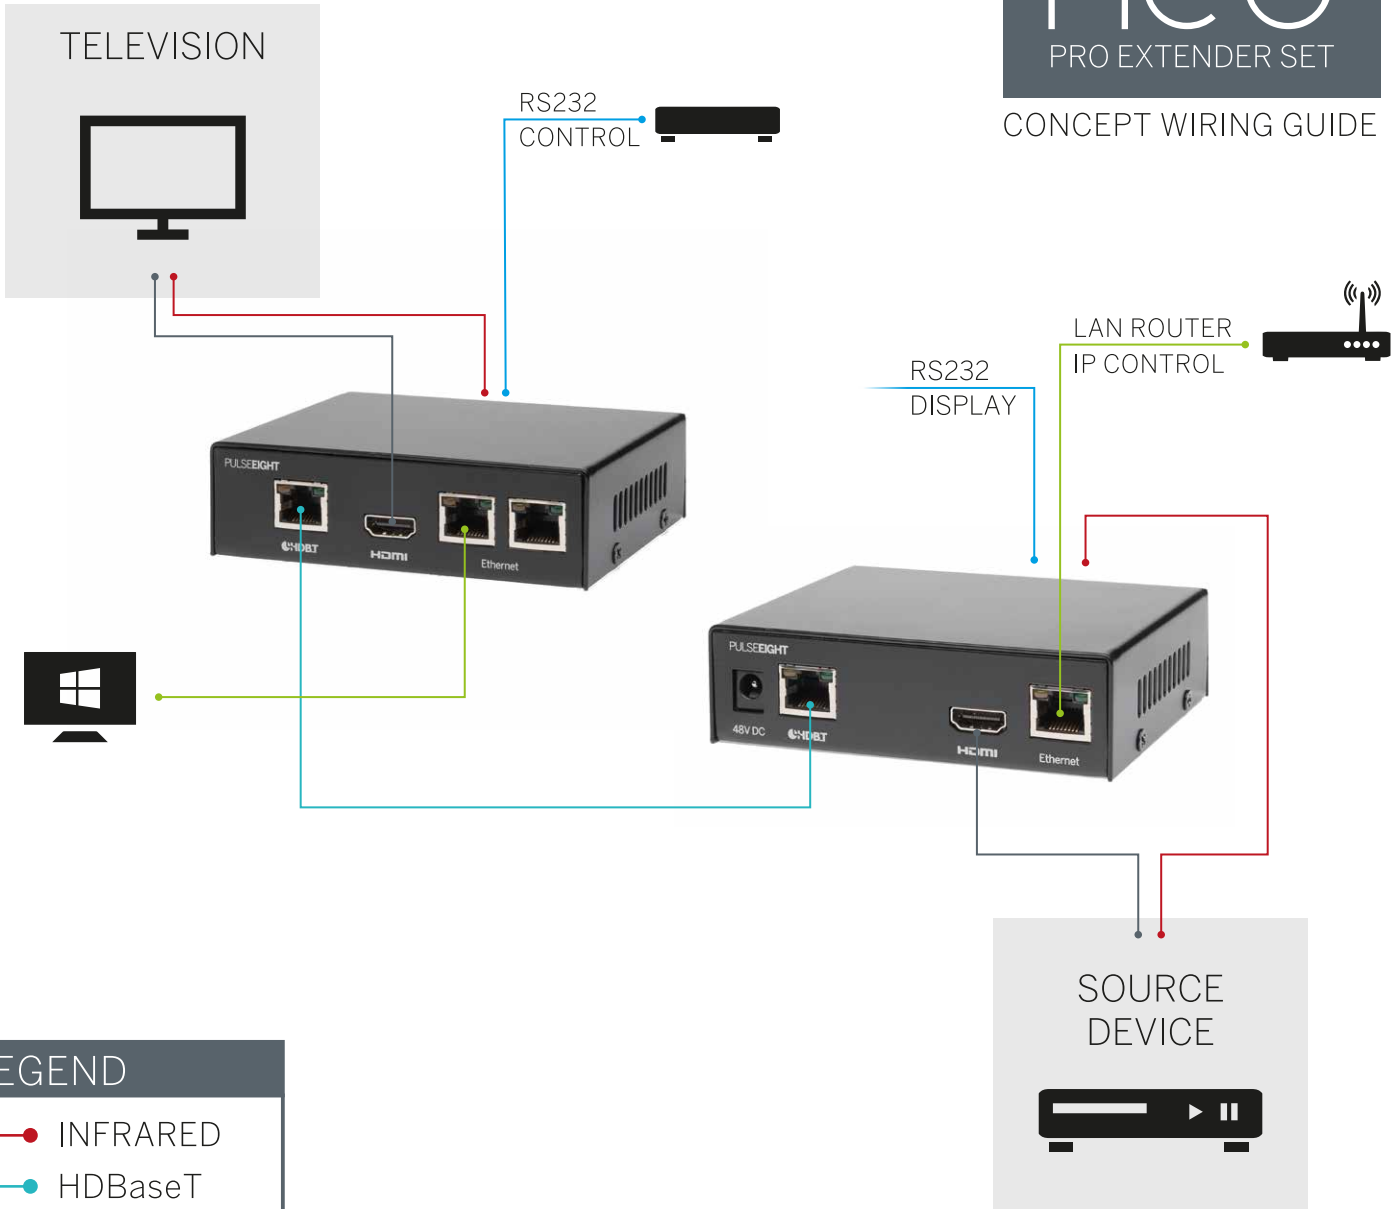 PRO EXTENDER SET
CONCEPT WIRING GUIDE
TELEVISION
RS232
CONTROL
LAN ROUTER
IP CONTROL
RS232
DISPLAY
PULSEEIGHT
HDBT
HDMI
Ethernet
PULSEEIGHT
48V DC
HDBT
HDMI
Ethernet
SOURCE
DEVICE
EGEND
INFRARED
HDBaseT